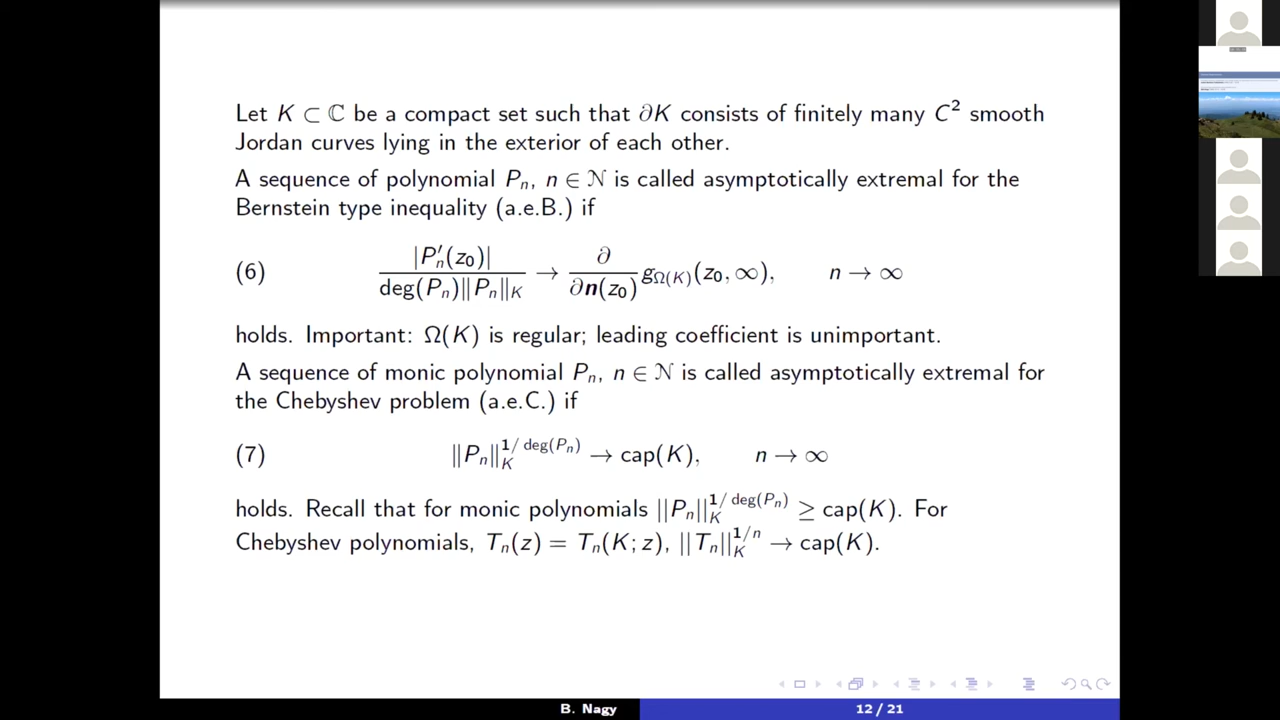 Let K ⊂ ℂ be a compact set such that ∂K consists of finitely many C² smooth
Jordan curves lying in the exterior of each other.
A sequence of polynomial Pₙ, n ∈ ℕ is called asymptotically extremal for the
Bernstein type inequality (a.e.B.) if
(6) |P′ₙ(z₀)| / deg(Pₙ)‖Pₙ‖_K → ∂/∂n(z₀) g_Ω(K)(z₀, ∞), n → ∞
holds. Important: Ω(K) is regular; leading coefficient is unimportant.
A sequence of monic polynomial Pₙ, n ∈ ℕ is called asymptotically extremal for
the Chebyshev problem (a.e.C.) if
(7) ‖Pₙ‖_K^{1/ deg(Pₙ)} → cap(K), n → ∞
holds. Recall that for monic polynomials ||Pₙ||_K^{1/ deg(Pₙ)} ≥ cap(K). For
Chebyshev polynomials, Tₙ(z) = Tₙ(K; z), ||Tₙ||_K^{1/n} → cap(K).
B. Nagy 12 / 21